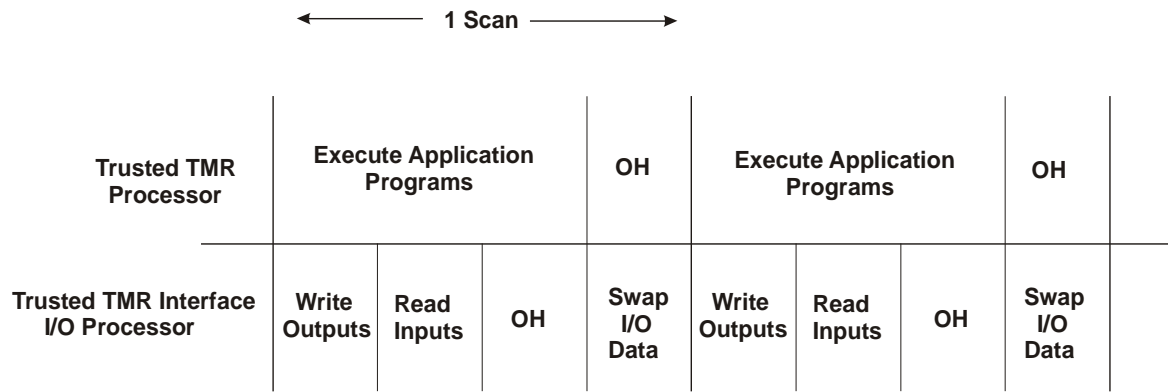 1 Scan
Trusted TMR
Processor
Execute Application
Programs
OH
Execute Application
Programs
OH
Trusted TMR Interface
I/O Processor
Write
Outputs
Read
Inputs
OH
Swap
I/O
Data
Write
Outputs
Read
Inputs
OH
Swap
I/O
Data